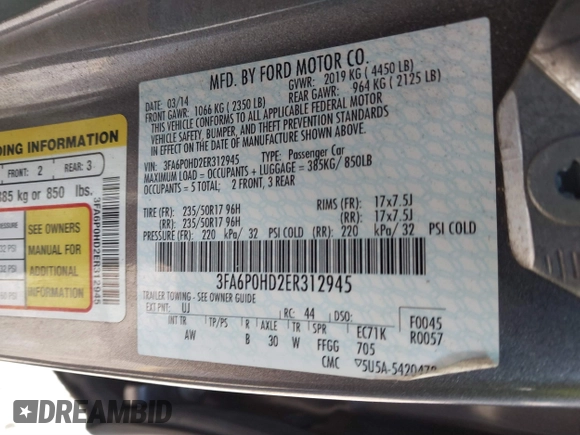 MFD. BY FORD MOTOR CO.
DATE: 03/14
GVWR: 2019 KG ( 4450 LB)
FRONT GAWR: 1066 KG ( 2350 LB)
REAR GAWR: 964 KG ( 2125 LB)
THIS VEHICLE CONFORMS TO ALL APPLICABLE FEDERAL MOTOR
VEHICLE SAFETY, BUMPER, AND THEFT PREVENTION STANDARDS
IN EFFECT ON THE DATE OF MANUFACTURE SHOWN ABOVE.
VIN: 3FA6P0HD2ER312945 TYPE: Passenger Car
MAXIMUM LOAD = OCCUPANTS + LUGGAGE = 385KG/ 850LB
OCCUPANTS = 5 TOTAL: 2 FRONT, 3 REAR
TIRE (FR): 235/50R17 96H RIMS (FR): 17x7.5J
(RR): 235/50R17 96H (RR): 17x7.5J
PRESSURE (FR): 220 kPa/ 32 PSI COLD (RR): 220 kPa/ 32 PSI COLD
3FA6P0HD2ER312945
TRAILER TOWING - SEE OWNER GUIDE
EXT PNT: UJ RC: 44 DSO:
INT TR TP/PS R AXLE TR SPR EC71K F0045
AW B 30 W FFGG 705 R0057
CMC
5U5A-5420472
DING INFORMATION
FRONT: 2 REAR: 3
385 kg or 850 lbs.
SEE OWNERS
MANUAL FOR
ADDITIONAL
INFORMATION
32 PSI
32 PSI
3FA6P0HD2ER312945
DREAMBID